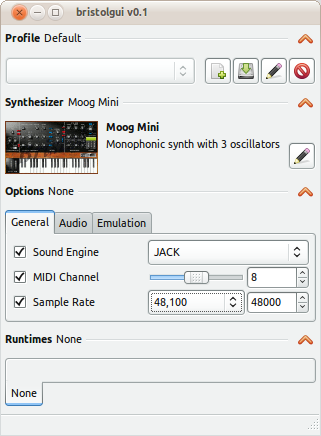 bristolgui v0.1
Profile Default
Synthesizer Moog Mini
Moog Mini
Monophonic synth with 3 oscillators
Options None
General Audio Emulation
Sound Engine JACK
MIDI Channel 8
Sample Rate 48,100 48000
Runtimes None
None